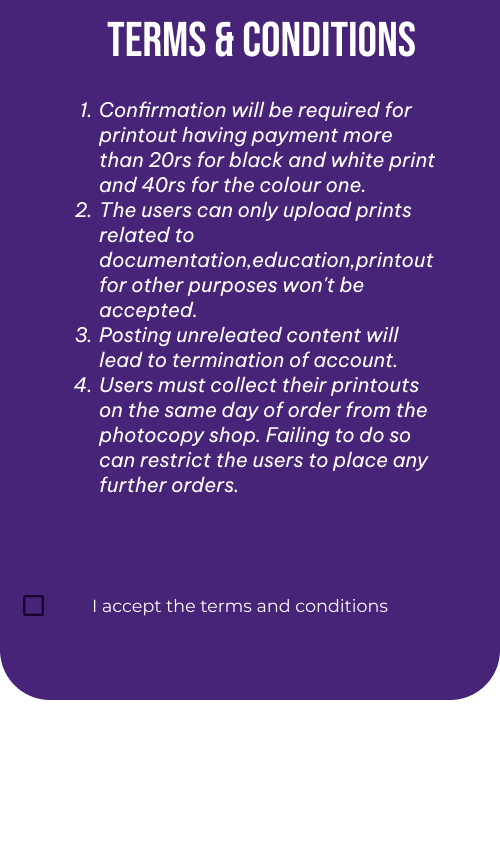 TERMS & CONDITIONS
1. Confirmation will be required for
printout having payment more
than 20rs for black and white print
and 40rs for the colour one.
2. The users can only upload prints
related to
documentation,education,printout
for other purposes won't be
accepted.
3. Posting unreleated content will
lead to termination of account.
4. Users must collect their printouts
on the same day of order from the
photocopy shop. Failing to do so
can restrict the users to place any
further orders.
I accept the terms and conditions